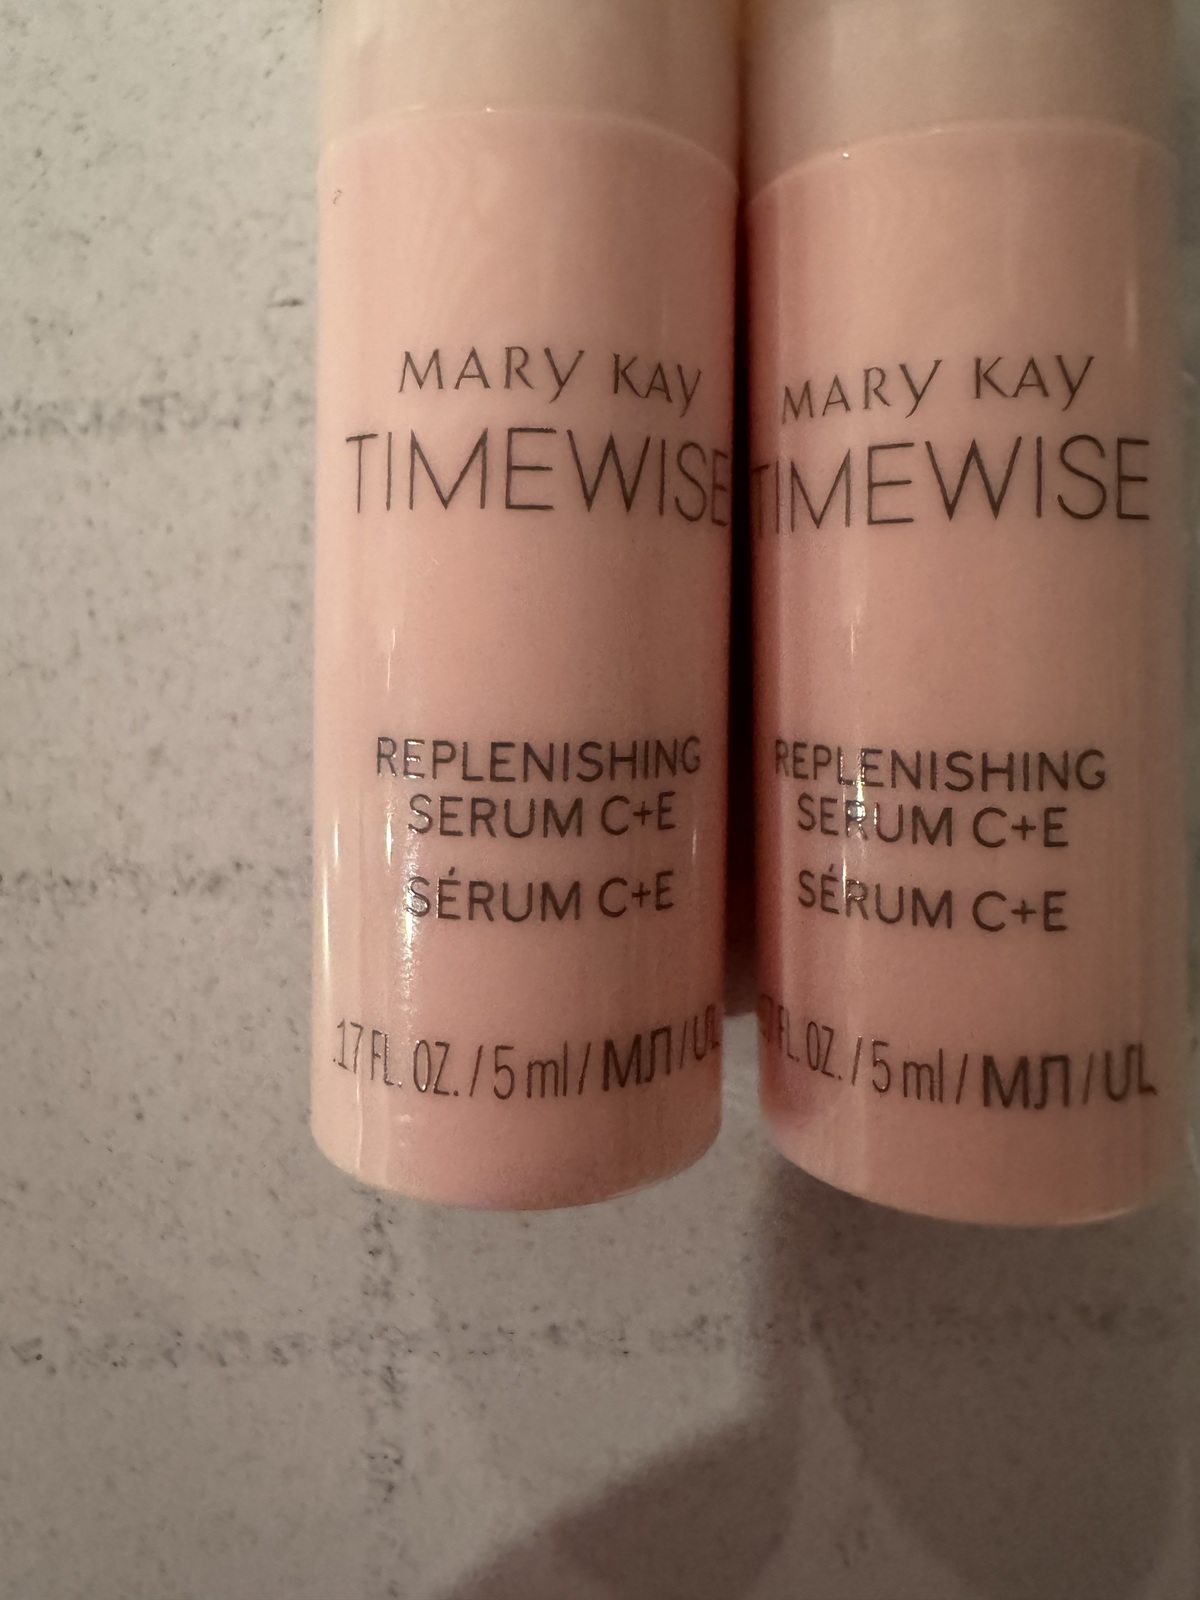 MARY KAY
TIMEWISE
REPLENISHING
SERUM C+E
SÉRUM C+E
.17 FL. OZ. / 5 ml / МЛ / UL
MARY KAY
TIMEWISE
REPLENISHING
SERUM C+E
SÉRUM C+E
FL. OZ. / 5 ml / МЛ / UL